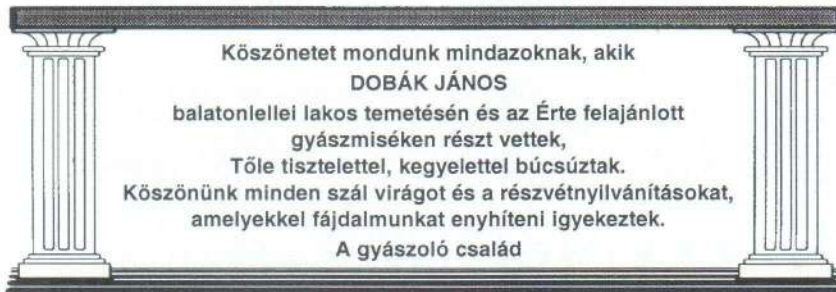 Köszönetet mondunk mindazoknak, akik
DOBÁK JÁNOS
balatonlellei lakos temetésén és az Érte felajánlott
gyászmiséken részt vettek,
Tőle tisztelettel, kegyelettel búcsúztak.
Köszönünk minden szál virágot és a részvétnyilvánításokat,
amelyekkel fájdalmunkat enyhíteni igyekeztek.
A gyászoló család